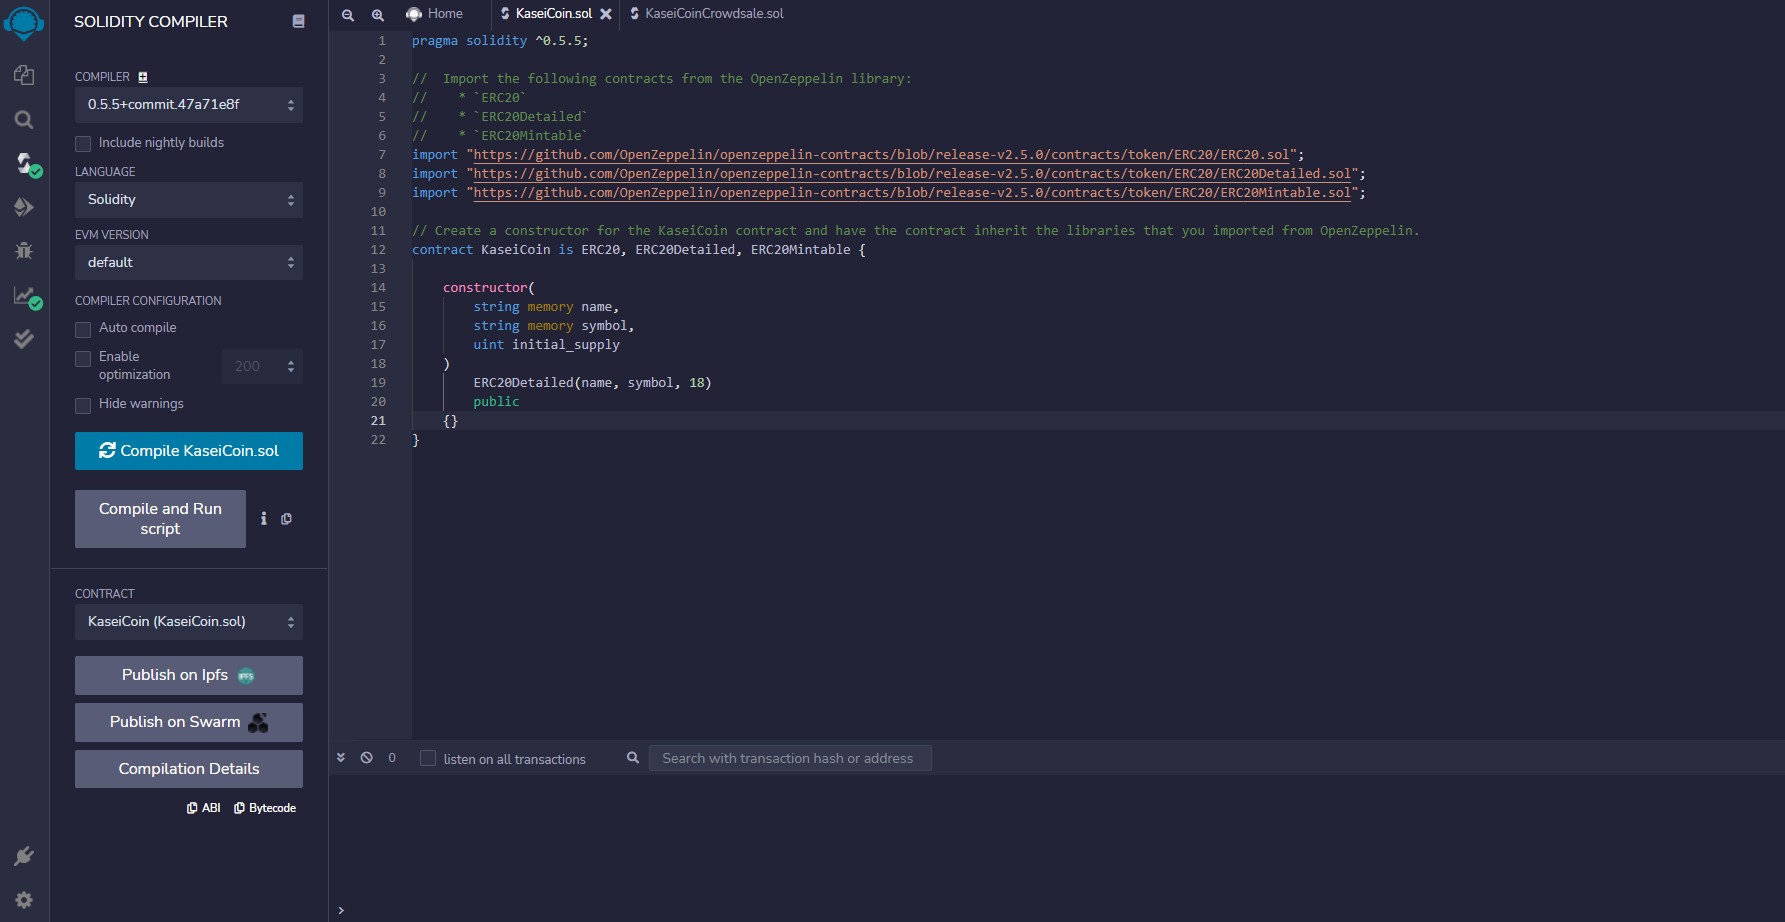 SOLIDITY COMPILER
COMPILER
0.5.5+commit.47a71e8f
Include nightly builds
LANGUAGE
Solidity
EVM VERSION
default
COMPILER CONFIGURATION
Auto compile
Enable optimization
200
Hide warnings
Compile KaseiCoin.sol
Compile and Run
script
CONTRACT
KaseiCoin (KaseiCoin.sol)
Publish on Ipfs
IPFS
Publish on Swarm
Compilation Details
ABI Bytecode
Home KaseiCoin.sol KaseiCoinCrowdsale.sol
1 pragma solidity ^0.5.5;
2
3 //  Import the following contracts from the OpenZeppelin library:
4 //    * `ERC20`
5 //    * `ERC20Detailed`
6 //    * `ERC20Mintable`
7 import "https://github.com/OpenZeppelin/openzeppelin-contracts/blob/release-v2.5.0/contracts/token/ERC20/ERC20.sol";
8 import "https://github.com/OpenZeppelin/openzeppelin-contracts/blob/release-v2.5.0/contracts/token/ERC20/ERC20Detailed.sol";
9 import "https://github.com/OpenZeppelin/openzeppelin-contracts/blob/release-v2.5.0/contracts/token/ERC20/ERC20Mintable.sol";
10
11 // Create a constructor for the KaseiCoin contract and have the contract inherit the libraries that you imported from OpenZeppelin.
12 contract KaseiCoin is ERC20, ERC20Detailed, ERC20Mintable {
13
14     constructor(
15         string memory name,
16         string memory symbol,
17         uint initial_supply
18     )
19         ERC20Detailed(name, symbol, 18)
20         public
21     {}
22 }
0 listen on all transactions Search with transaction hash or address
>